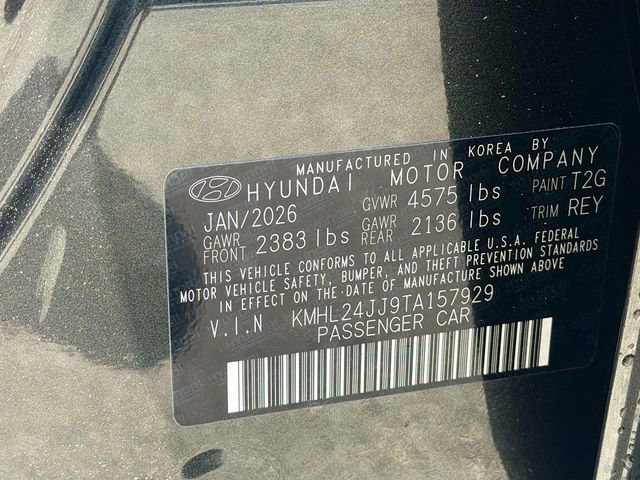 MANUFACTURED IN KOREA BY
HYUNDAI MOTOR COMPANY
JAN/2026 GVWR 4575 lbs PAINT T2G
GAWR FRONT 2383 lbs GAWR REAR 2136 lbs TRIM REY
THIS VEHICLE CONFORMS TO ALL APPLICABLE U.S.A. FEDERAL
MOTOR VEHICLE SAFETY, BUMPER, AND THEFT PREVENTION STANDARDS
IN EFFECT ON THE DATE OF MANUFACTURE SHOWN ABOVE
V.I.N KMHL24JJ9TA157929
PASSENGER CAR